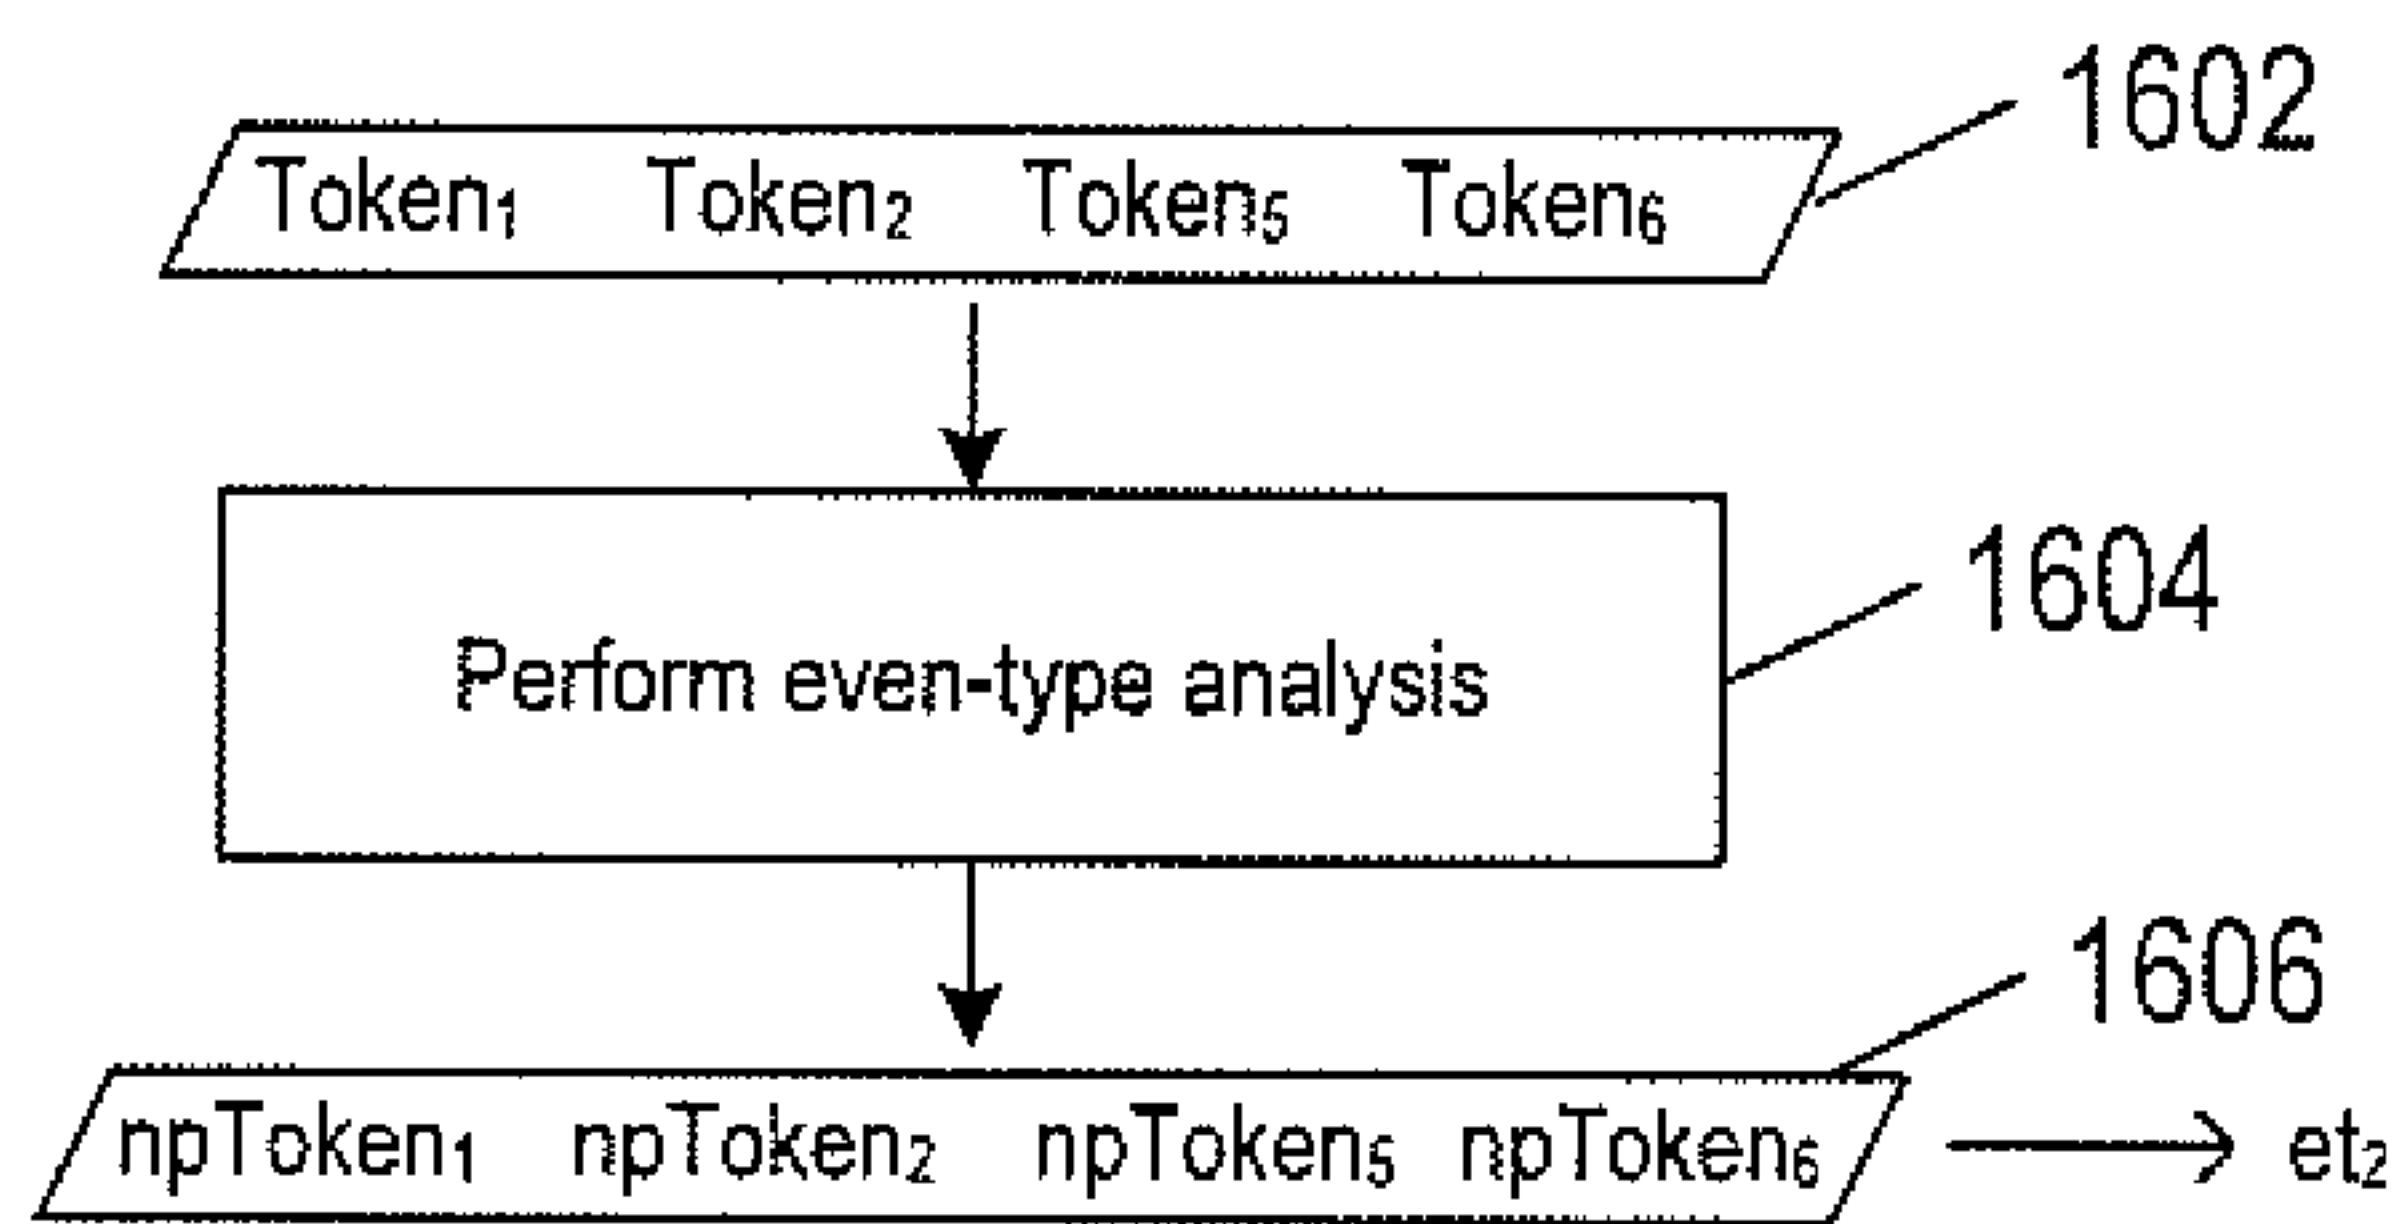 1602
Token₁ Token₂ Token₅ Token₆
1604
Perform even-type analysis
1606
npToken₁ npToken₂ npToken₅ npToken₆ → et₂